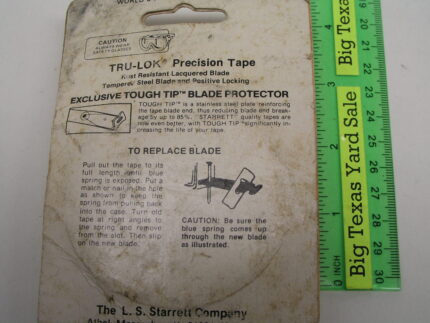 WORLD'S
CAUTION
ALWAYS WEAR
SAFETY GLASSES
TRU-LOK® Precision Tape
Rust Resistant Lacquered Blade
Tempered Steel Blade and Positive Locking
EXCLUSIVE TOUGH TIP™ BLADE PROTECTOR
TOUGH TIP™ is a stainless steel plate reinforcing
the tape blade end, thus reducing blade end break-
age by up to 85%. STARRETT® quality tapes are
now even better, with TOUGH TIP™ significantly in-
creasing the life of your tape.
TO REPLACE BLADE
Pull out the tape to its
full length until blue
spring is exposed. Put a
match or nail in the hole
as shown to keep the
spring from pulling back
into the case. Turn old
tape at right angles to
the spring and remove
from the slot. Then slip
on the new blade.
CAUTION: Be sure the
blue spring comes up
through the new blade
as illustrated.
The L. S. Starrett Company
Big Texas Yard Sale
Big Texas
0 INCH 1 2 3 4
30 29 28 27 26 25 24 23 22 21 20